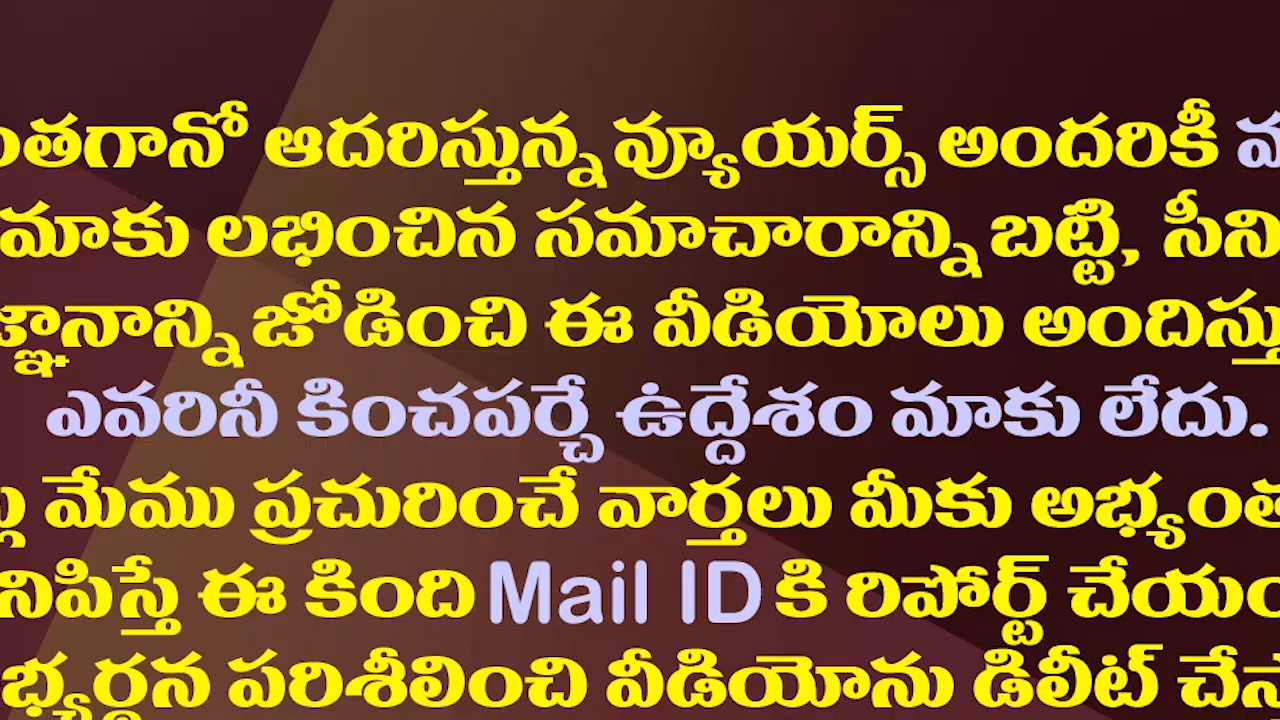 ంతగానో ఆదరిస్తున్న వ్యూయర్స్ అందరికీ
మాకు లభించిన సమాచారాన్ని బట్టి, సీని
జ్ఞానాన్ని జోడించి ఈ వీడియోలు అందిస్తు
ఎవరినీ కించపర్చే ఉద్దేశం మాకు లేదు.
మేము ప్రచురించే వార్తలు మీకు అభ్యంత
నిపిస్తే ఈ కింది Mail ID కి రిపోర్ట్ చేయం
భ్యర్థన పరిశీలించి వీడియోను డిలీట్ చేస